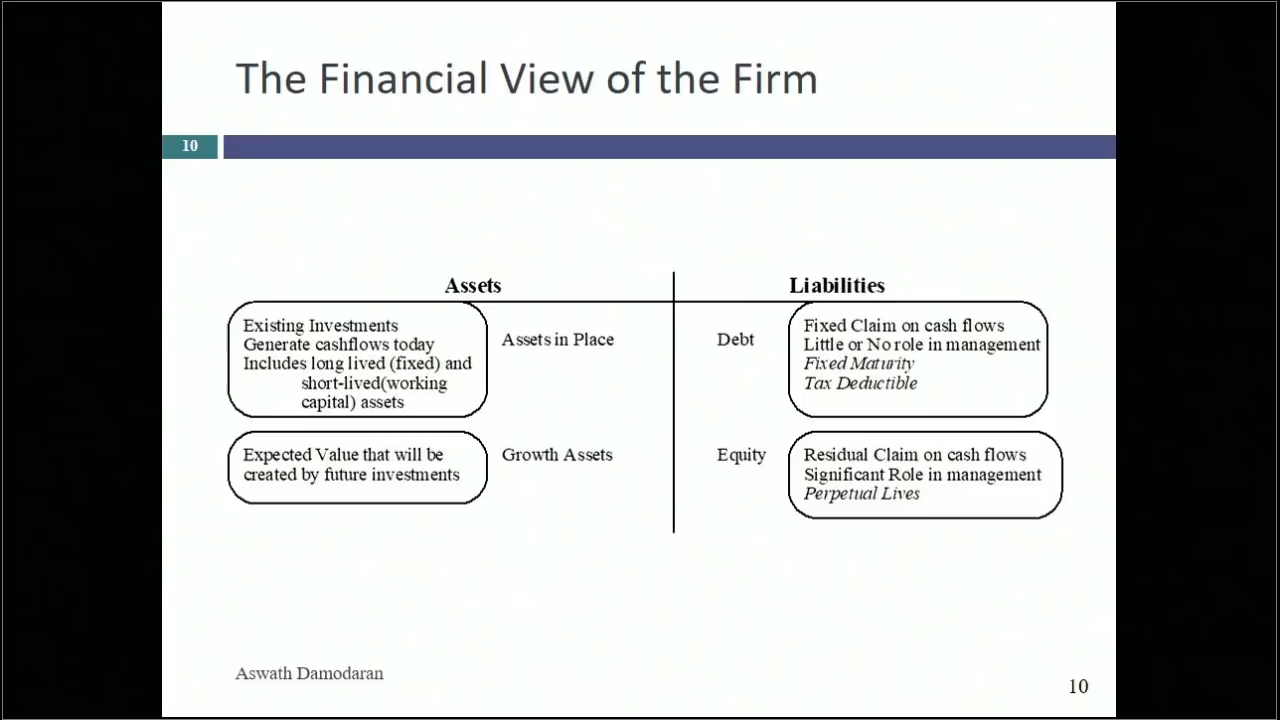 The Financial View of the Firm
10
Assets
Liabilities
Existing Investments
Generate cashflows today
Includes long lived (fixed) and
short-lived(working
capital) assets
Assets in Place
Debt
Fixed Claim on cash flows
Little or No role in management
Fixed Maturity
Tax Deductible
Expected Value that will be
created by future investments
Growth Assets
Equity
Residual Claim on cash flows
Significant Role in management
Perpetual Lives
Aswath Damodaran
10